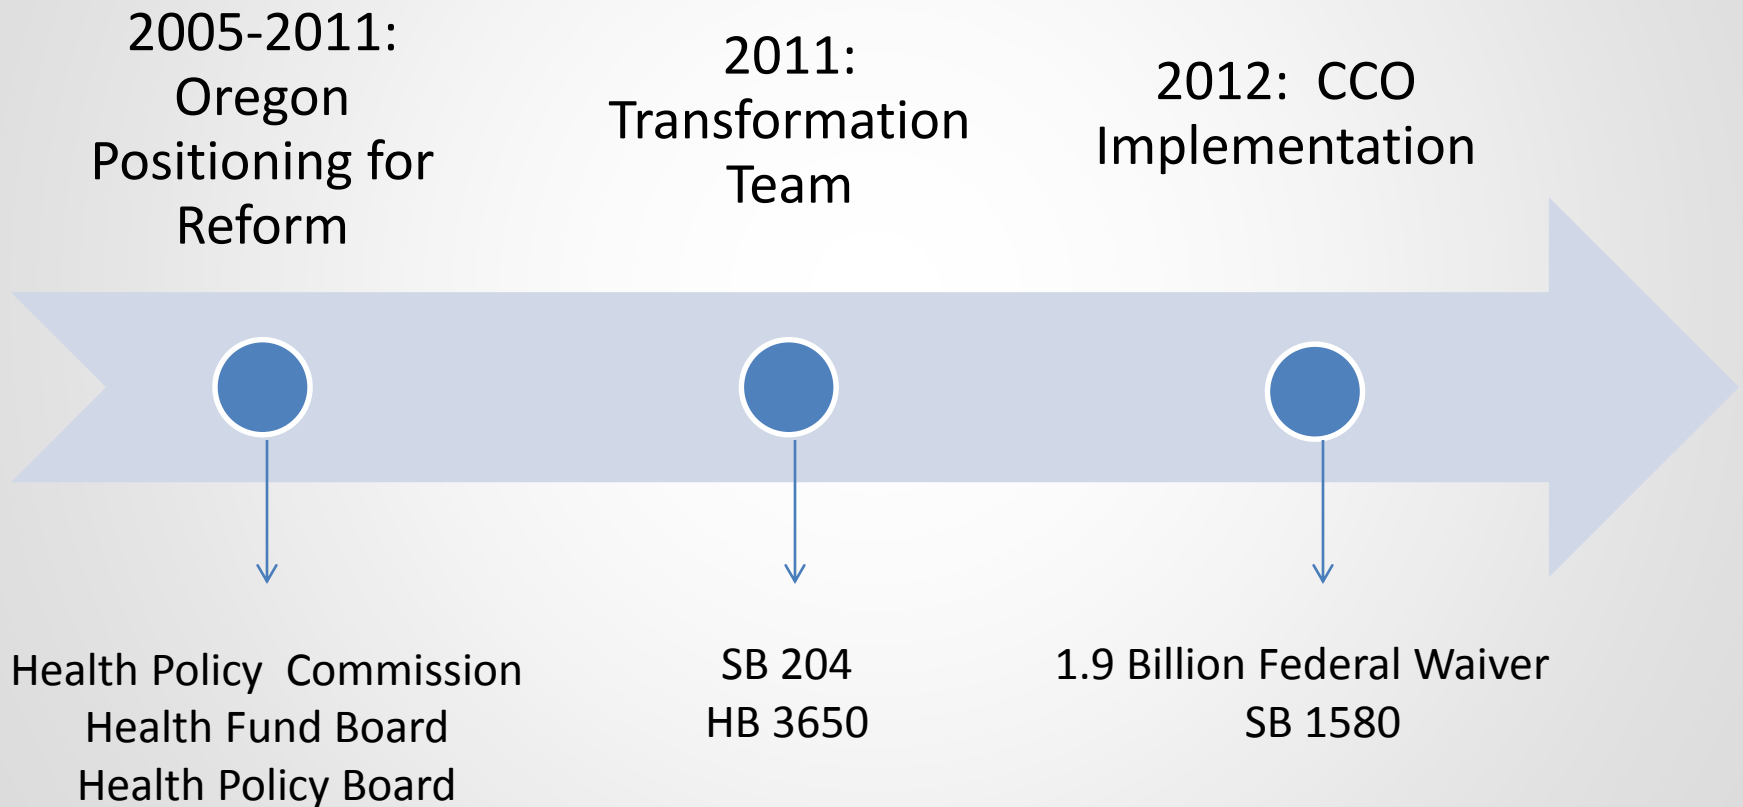 2005-2011:
Oregon
Positioning for
Reform
2011:
Transformation
Team
2012:  CCO
Implementation
Health Policy  Commission
Health Fund Board
Health Policy Board
SB 204
HB 3650
1.9 Billion Federal Waiver
SB 1580